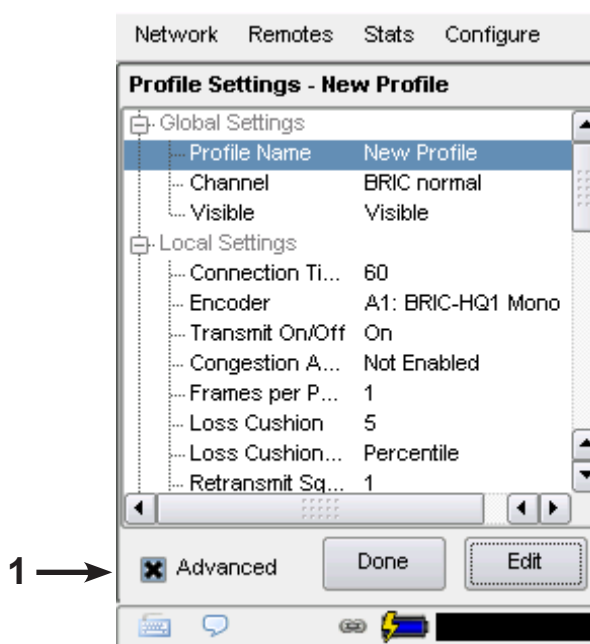 Network Remotes Stats Configure
Profile Settings - New Profile
Global Settings
Profile Name New Profile
Channel BRIC normal
Visible Visible
Local Settings
Connection Ti... 60
Encoder A1: BRIC-HQ1 Mono
Transmit On/Off On
Congestion A... Not Enabled
Frames per P... 1
Loss Cushion 5
Loss Cushion... Percentile
Retransmit Sq... 1
1 Advanced Done Edit